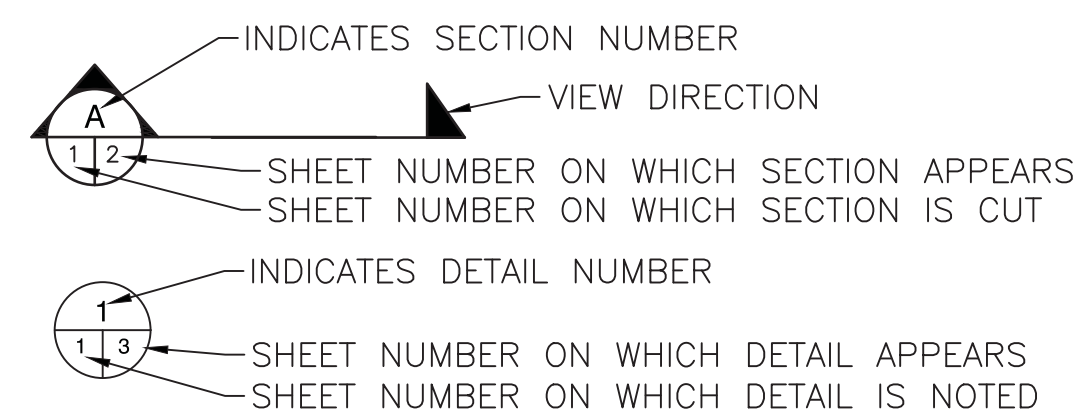 INDICATES SECTION NUMBER
A
VIEW DIRECTION
1 2
SHEET NUMBER ON WHICH SECTION APPEARS
SHEET NUMBER ON WHICH SECTION IS CUT
INDICATES DETAIL NUMBER
1
1 3
SHEET NUMBER ON WHICH DETAIL APPEARS
SHEET NUMBER ON WHICH DETAIL IS NOTED